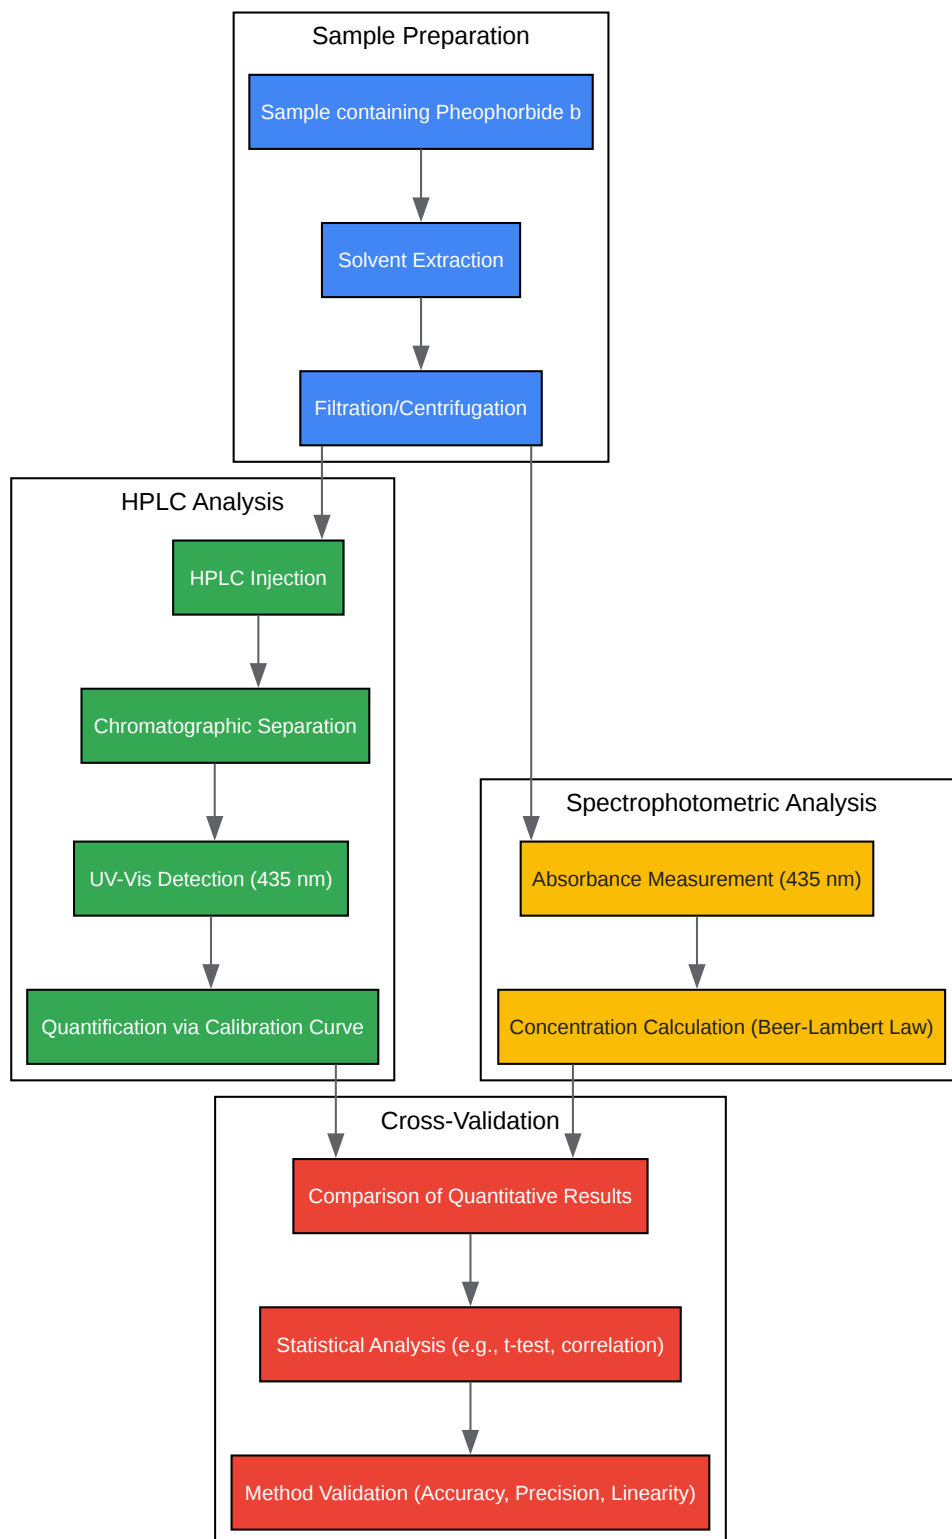 Sample Preparation
Sample containing Pheophorbide b
Solvent Extraction
Filtration/Centrifugation
HPLC Analysis
HPLC Injection
Chromatographic Separation
UV-Vis Detection (435 nm)
Quantification via Calibration Curve
Spectrophotometric Analysis
Absorbance Measurement (435 nm)
Concentration Calculation (Beer-Lambert Law)
Cross-Validation
Comparison of Quantitative Results
Statistical Analysis (e.g., t-test, correlation)
Method Validation (Accuracy, Precision, Linearity)